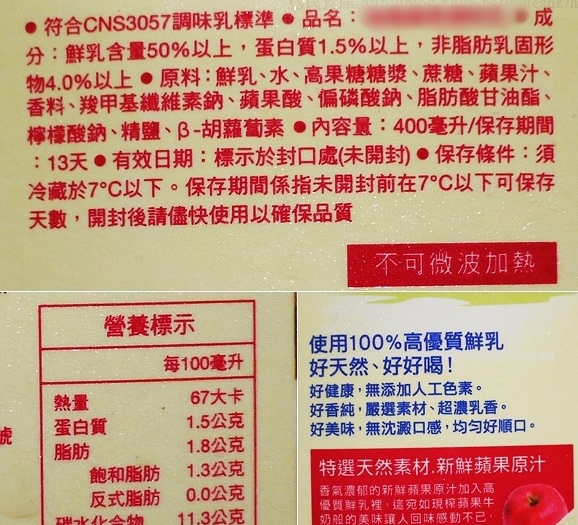 ●符合CNS3057調味乳標準 ●品名：●成
分：鮮乳含量50%以上，蛋白質1.5%以上，非脂肪乳固形
物4.0%以上 ●原料：鮮乳、水、高果糖糖漿、蔗糖、蘋果汁、
香料、羧甲基纖維素鈉、蘋果酸、偏磷酸鈉、脂肪酸甘油酯、
檸檬酸鈉、精鹽、β-胡蘿蔔素 ●內容量：400毫升/保存期間
：13天 ●有效日期：標示於封口處(未開封) ●保存條件：須
冷藏於7°C以下。保存期間係指未開封前在7°C以下可保存
天數，開封後請儘快使用以確保品質
不可微波加熱
營養標示
每100毫升
熱量 67大卡
蛋白質 1.5公克
脂肪 1.8公克
飽和脂肪 1.3公克
反式脂肪 0.0公克
碳水化合物 11.3公克
號
使用100%高優質鮮乳
好天然、好好喝！
好健康，無添加人工色素。
好香純，嚴選素材、超濃乳香。
好美味，無沈澱口感，均勻好順口。
特選天然素材.新鮮蘋果原汁
香氣濃郁的新鮮蘋果原汁加入高
優質鮮乳裡，這宛如現榨蘋果牛
奶般的美味讓人回味感動不已．